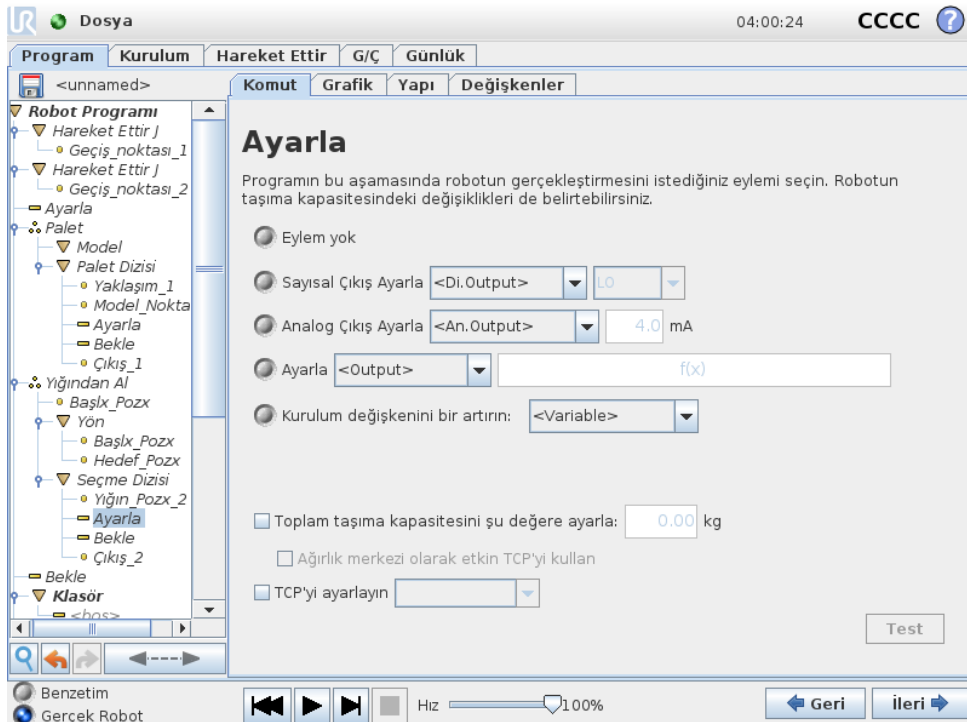 UR Dosya 04:00:24 CCCC ?
Program Kurulum Hareket Ettir G/Ç Günlük
<unnamed> Komut Grafik Yapı Değişkenler
Robot Programı
Hareket Ettir J
Geçiş_noktası_1
Hareket Ettir J
Geçiş_noktası_2
Ayarla
Palet
Model
Palet Dizisi
Yaklaşım_1
Model_Nokta
Ayarla
Bekle
Çıkış_1
Yığından Al
Başlx_Pozx
Yön
Başlx_Pozx
Hedef_Pozx
Seçme Dizisi
Yığın_Pozx_2
Ayarla
Bekle
Çıkış_2
Bekle
Klasör
<boş>
Ayarla
Programın bu aşamasında robotun gerçekleştirmesini istediğiniz eylemi seçin. Robotun
taşıma kapasitesindeki değişiklikleri de belirtebilirsiniz.
Eylem yok
Sayısal Çıkış Ayarla <Di.Output> LO
Analog Çıkış Ayarla <An.Output> 4.0 mA
Ayarla <Output> f(x)
Kurulum değişkenini bir artırın: <Variable>
Toplam taşıma kapasitesini şu değere ayarla: 0.00 kg
Ağırlık merkezi olarak etkin TCP'yi kullan
TCP'yi ayarlayın
Test
Benzetim
Gerçek Robot
Hız 100%
Geri İleri